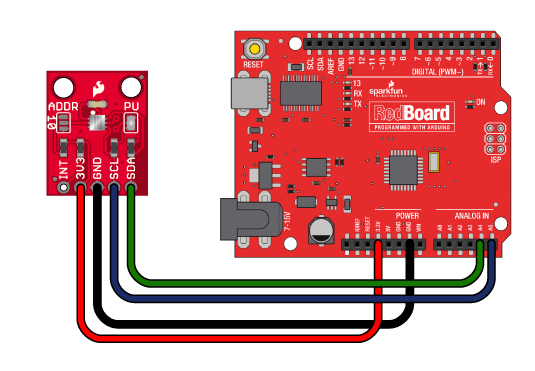 ADDR
1 0
PU
INT
3V3
GND
SCL
SDA
RESET
SCL
SDA
AREF
GND
13
12
~11
~10
~9
8
7
~6
~5
4
~3
2
1
0
DIGITAL (PWM~)
TX
RX
13
RX
TX
sparkfun
ELECTRONICS
RedBoard
PROGRAMMED WITH ARDUINO
ON
ISP
7-15V
POWER
ANALOG IN
IOREF
RESET
3.3V
5V
GND
GND
VIN
A0
A1
A2
A3
A4
A5